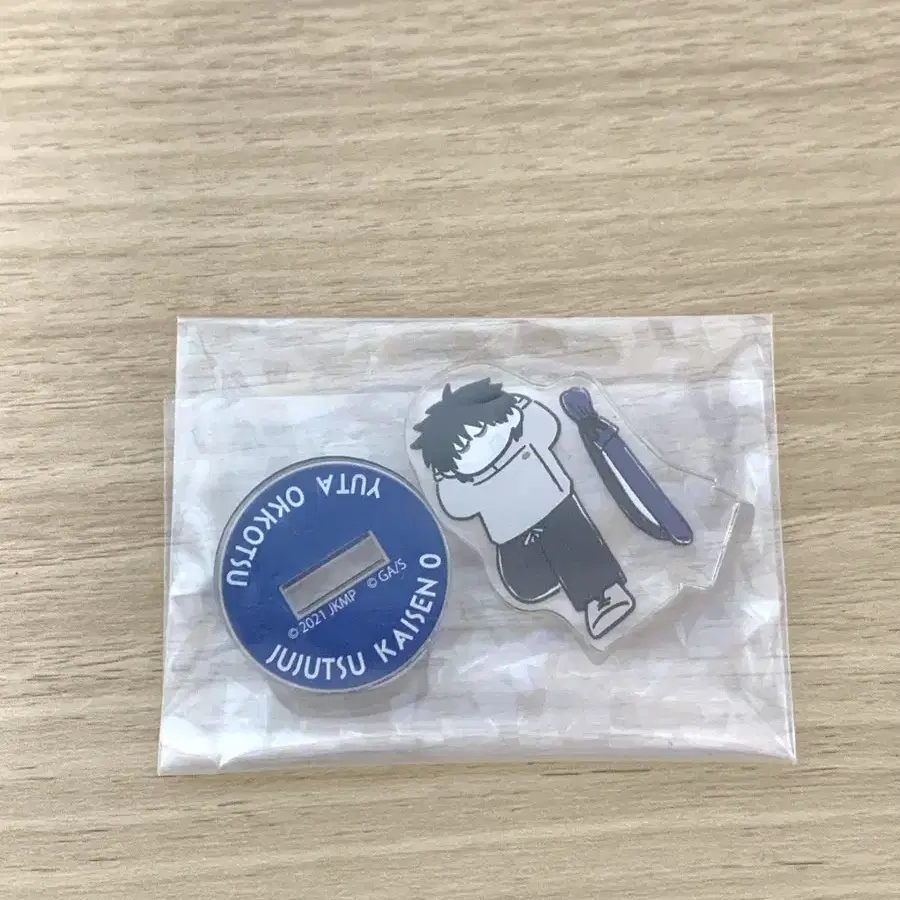 YUTA OKKOTSU
© 2021 JKMP © GA/S
JUJUTSU KAISEN 0